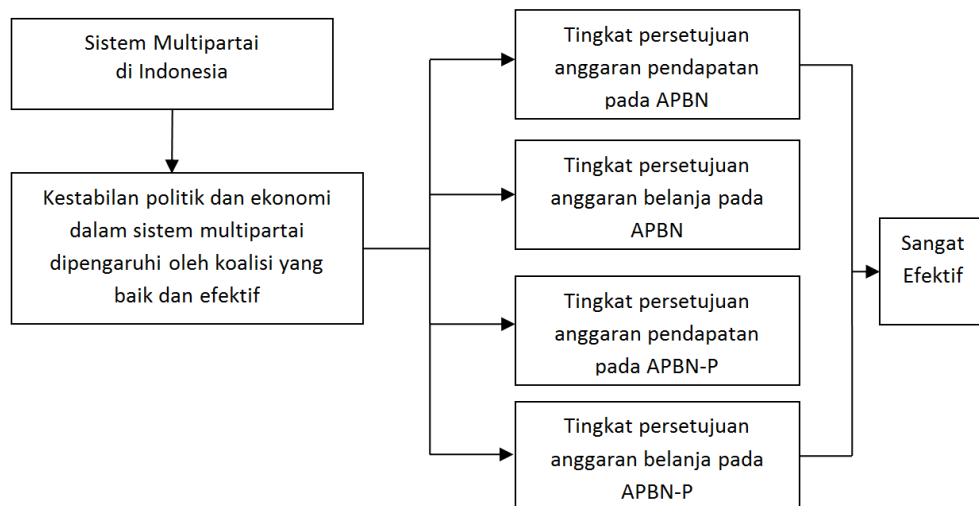 Sistem Multipartai
di Indonesia
Kestabilan politik dan ekonomi
dalam sistem multipartai
dipengaruhi oleh koalisi yang
baik dan efektif
Tingkat persetujuan
anggaran pendapatan
pada APBN
Tingkat persetujuan
anggaran belanja pada
APBN
Tingkat persetujuan
anggaran pendapatan
pada APBN-P
Tingkat persetujuan
anggaran belanja pada
APBN-P
Sangat
Efektif